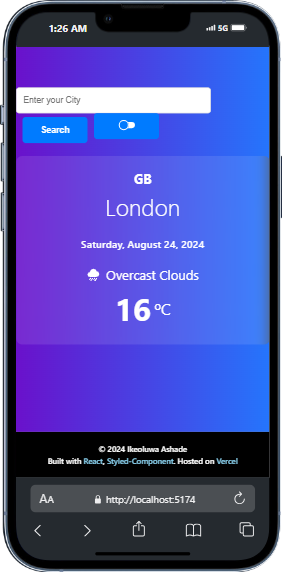 1:26 AM
5G
Enter your City
Search
GB
London
Saturday, August 24, 2024
Overcast Clouds
16 ºC
© 2024 Ikeoluwa Ashade
Built with React, Styled-Component. Hosted on Vercel
AA
http://localhost:5174